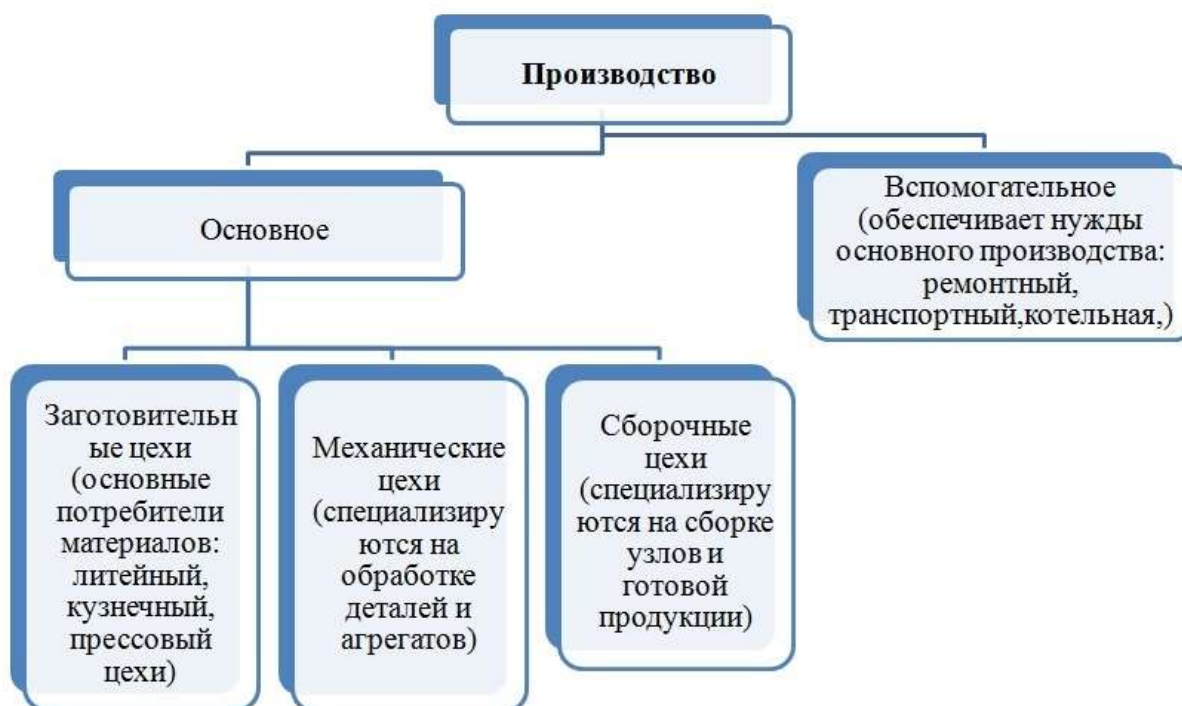 Производство
Основное
Вспомогательное
(обеспечивает нужды
основного производства:
ремонтный,
транспортный,котельная,)
Заготовительн
ые цехи
(основные
потребители
материалов:
литейный,
кузнечный,
прессовый
цехи)
Механические
цехи
(специализиру
ются на
обработке
деталей и
агрегатов)
Сборочные
цехи
(специализиру
ются на сборке
узлов и
готовой
продукции)